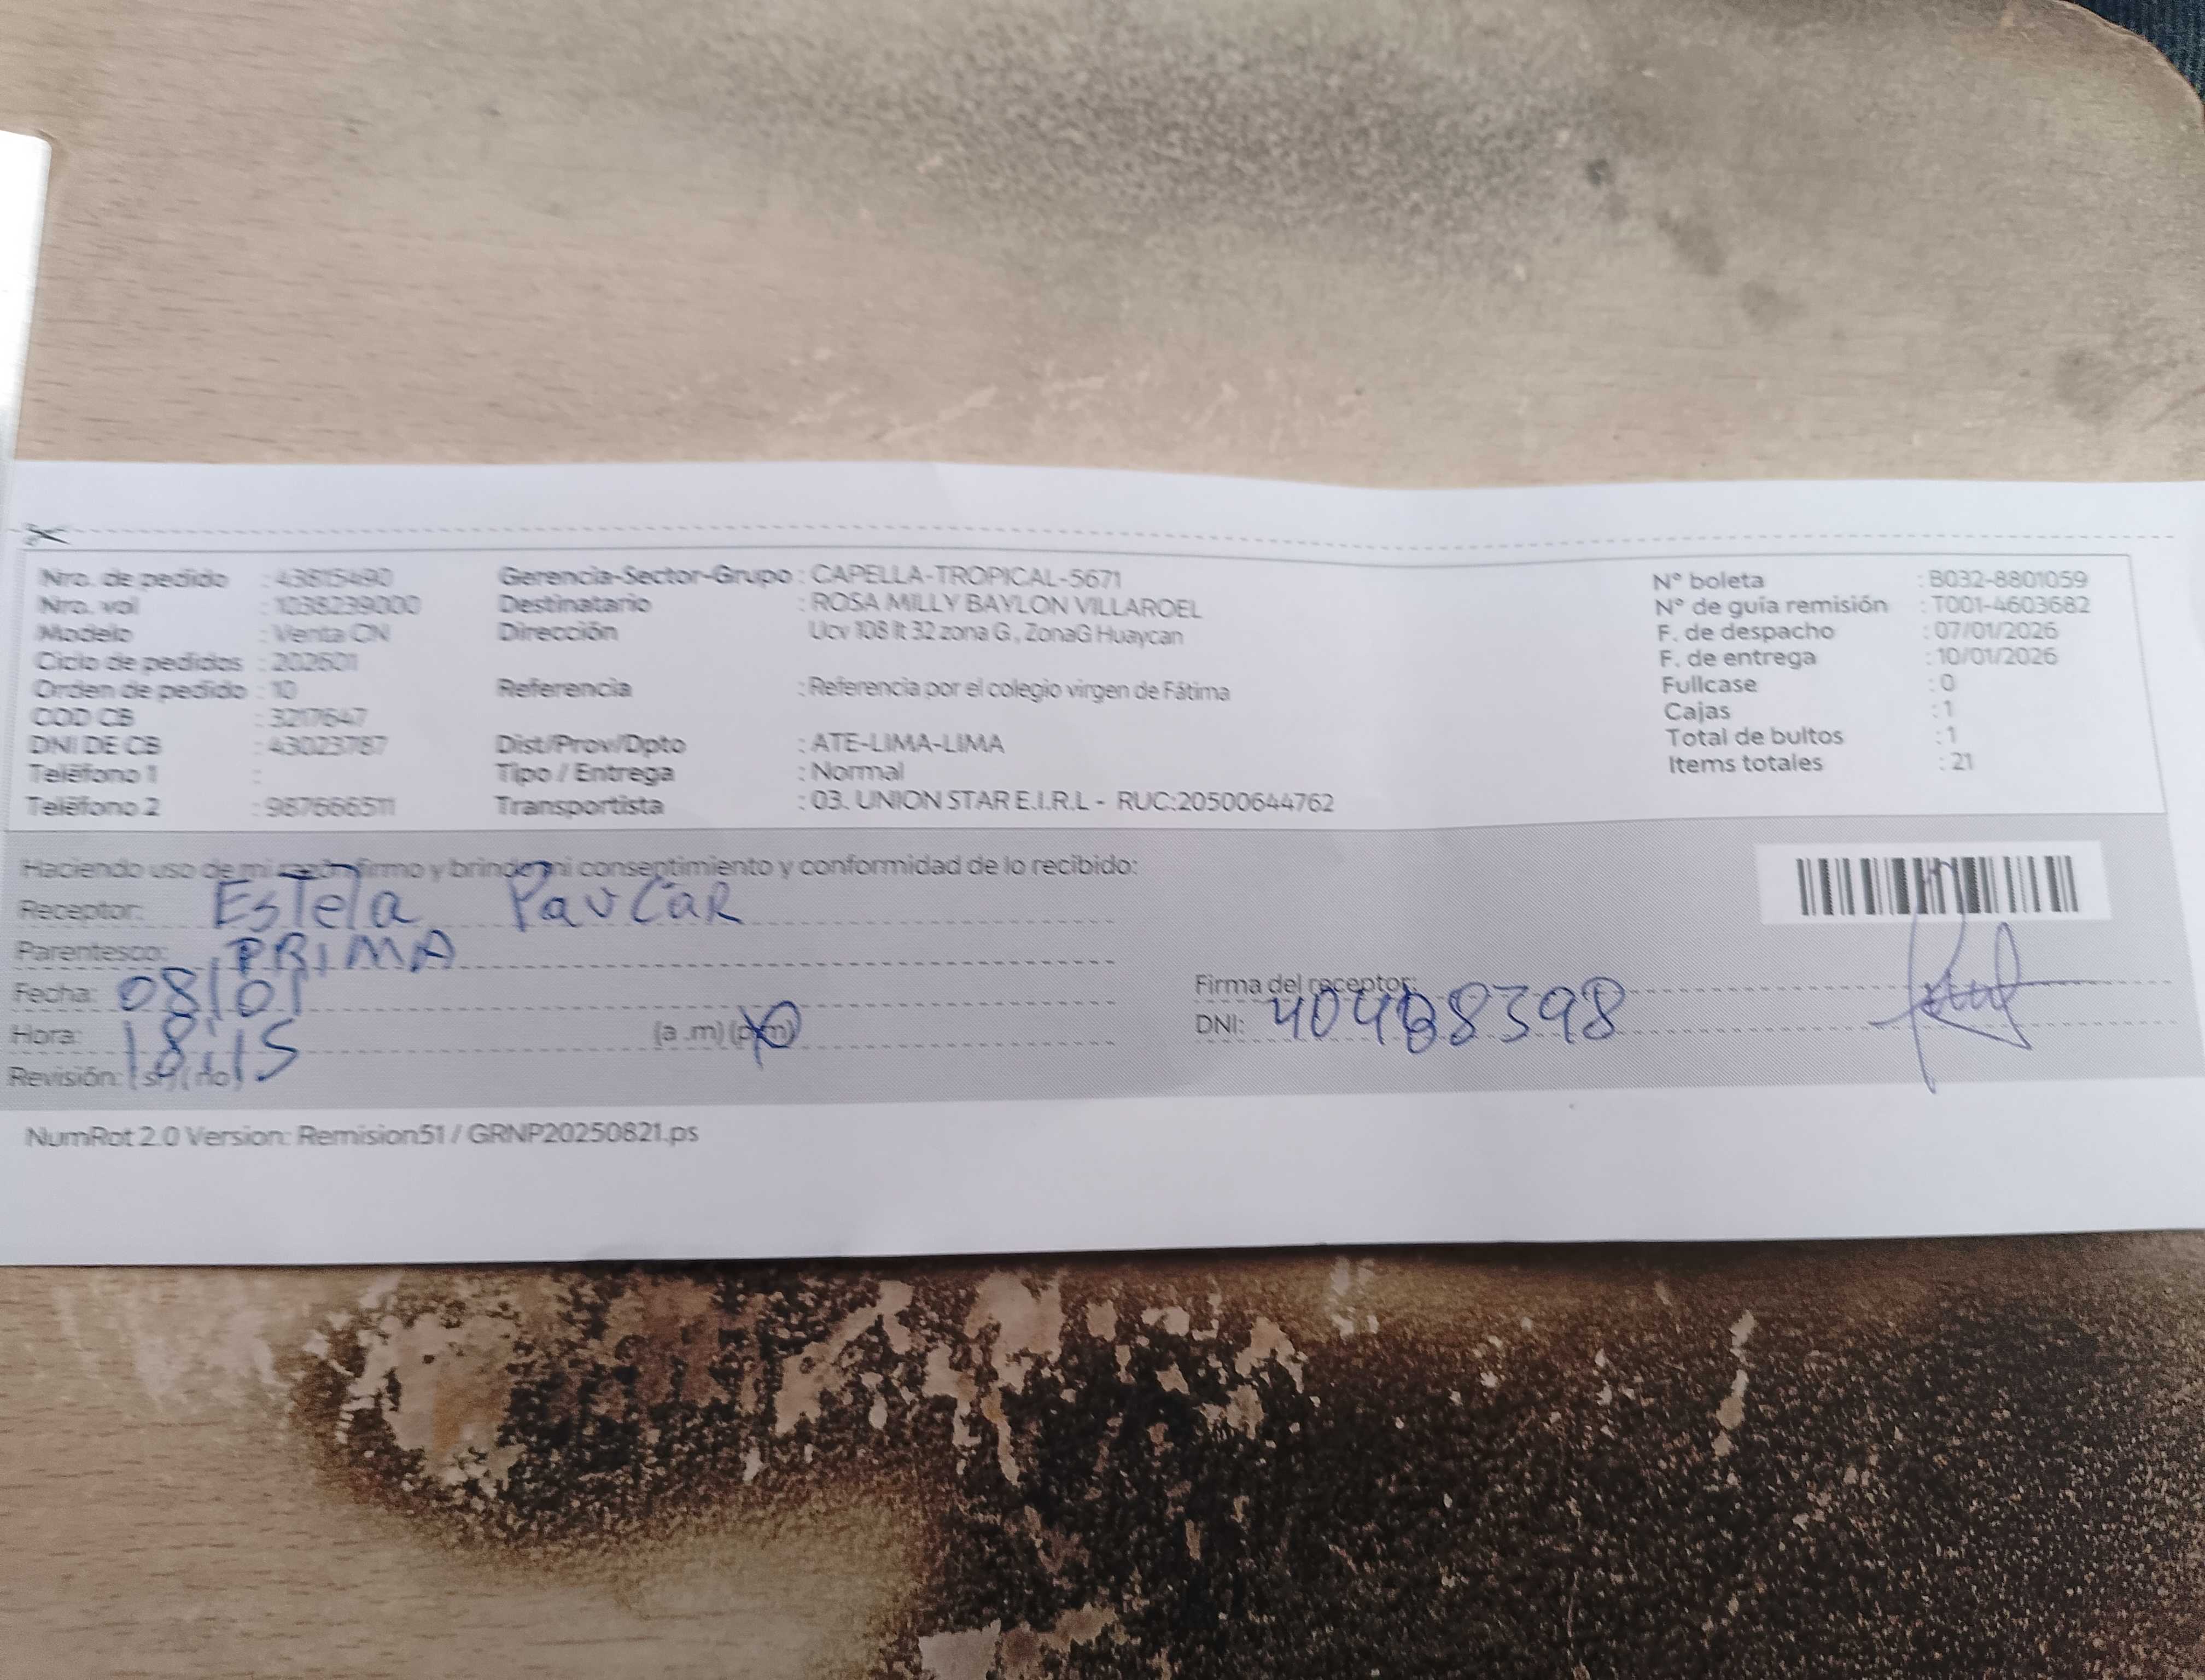 Nro. de pedido : 43815490
Nro. vol : 1038239000
Modelo : Venta CN
Ciclo de pedidos : 202601
Orden de pedido : 10
COD CB : 3217647
DNI DE CB : 43023787
Teléfono 1 :
Teléfono 2 : 987666511
Gerencia-Sector-Grupo : CAPELLA-TROPICAL-5671
Destinatario : ROSA MILLY BAYLON VILLAROEL
Dirección Ucv 108 lt 32 zona G , ZonaG Huaycan
Referencia : Referencia por el colegio virgen de Fátima
Dist/Prov/Dpto : ATE-LIMA-LIMA
Tipo / Entrega : Normal
Transportista : 03. UNION STAR E.I.R.L - RUC:20500644762
N° boleta : B032-8801059
N° de guía remisión : T001-4603682
F. de despacho : 07/01/2026
F. de entrega : 10/01/2026
Fullcase : 0
Cajas : 1
Total de bultos : 1
Items totales : 21
Haciendo uso de mi razón firmo y brindo mi consentimiento y conformidad de lo recibido:
Receptor: EsTela PauCaR
Parentesco: PRIMA
Fecha: 08/01
Hora: 18:15 (a .m) (p.m)
Revisión: (si) (no)
Firma del receptor:
DNI:
NumRot 2.0 Version: Remision51 / GRNP20250821.ps